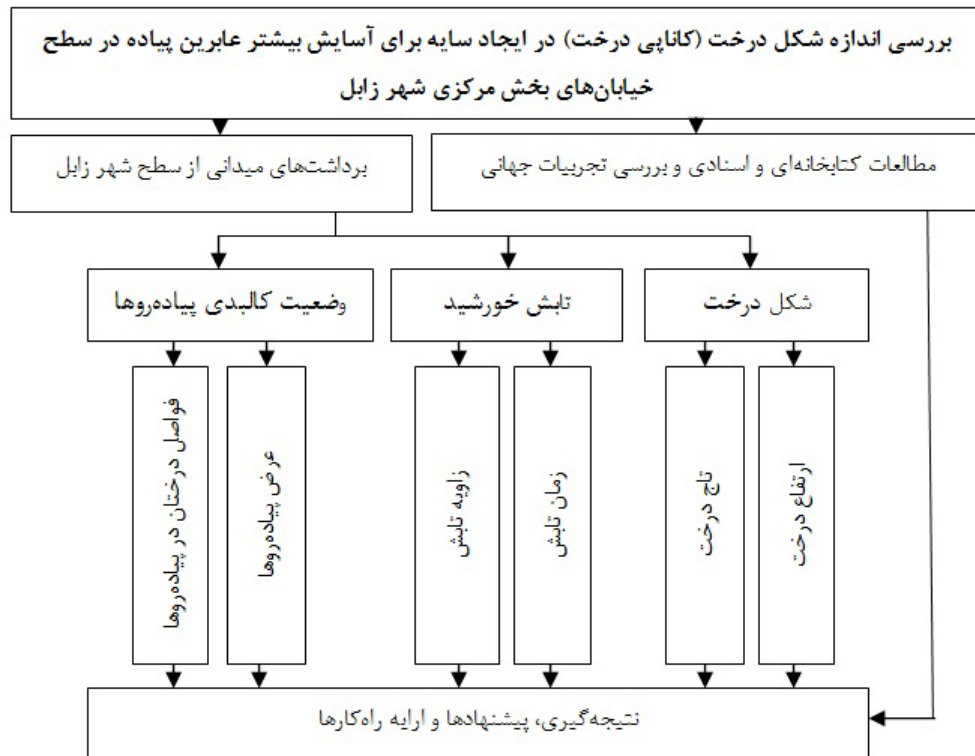 بررسی اندازه شکل درخت (کاناپی درخت) در ایجاد سایه برای آسایش بیشتر عابرین پیاده در سطح
خیابان‌های بخش مرکزی شهر زابل
مطالعات کتابخانه‌ای و اسنادی و بررسی تجربیات جهانی
برداشت‌های میدانی از سطح شهر زابل
شکل درخت
تابش خورشید
وضعیت کالبدی پیاده‌روها
ارتفاع درخت
تاج درخت
زمان تابش
زاویه تابش
عرض پیاده‌روها
فواصل درختان در پیاده‌روها
نتیجه‌گیری، پیشنهادها و ارایه راه‌کارها